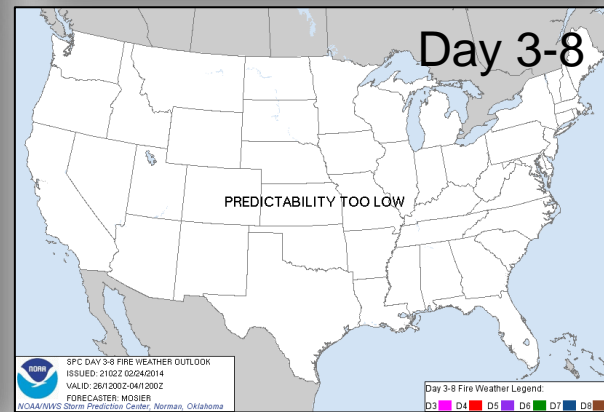 Day 3-8
PREDICTABILITY TOO LOW
NOAA
SPC DAY 3-8 FIRE WEATHER OUTLOOK
ISSUED: 2102Z 02/24/2014
VALID: 26/1200Z-04/1200Z
FORECASTER: MOSIER
NOAA/NWS Storm Prediction Center, Norman, Oklahoma
Day 3-8 Fire Weather Legend:
D3 D4 D5 D6 D7 D8